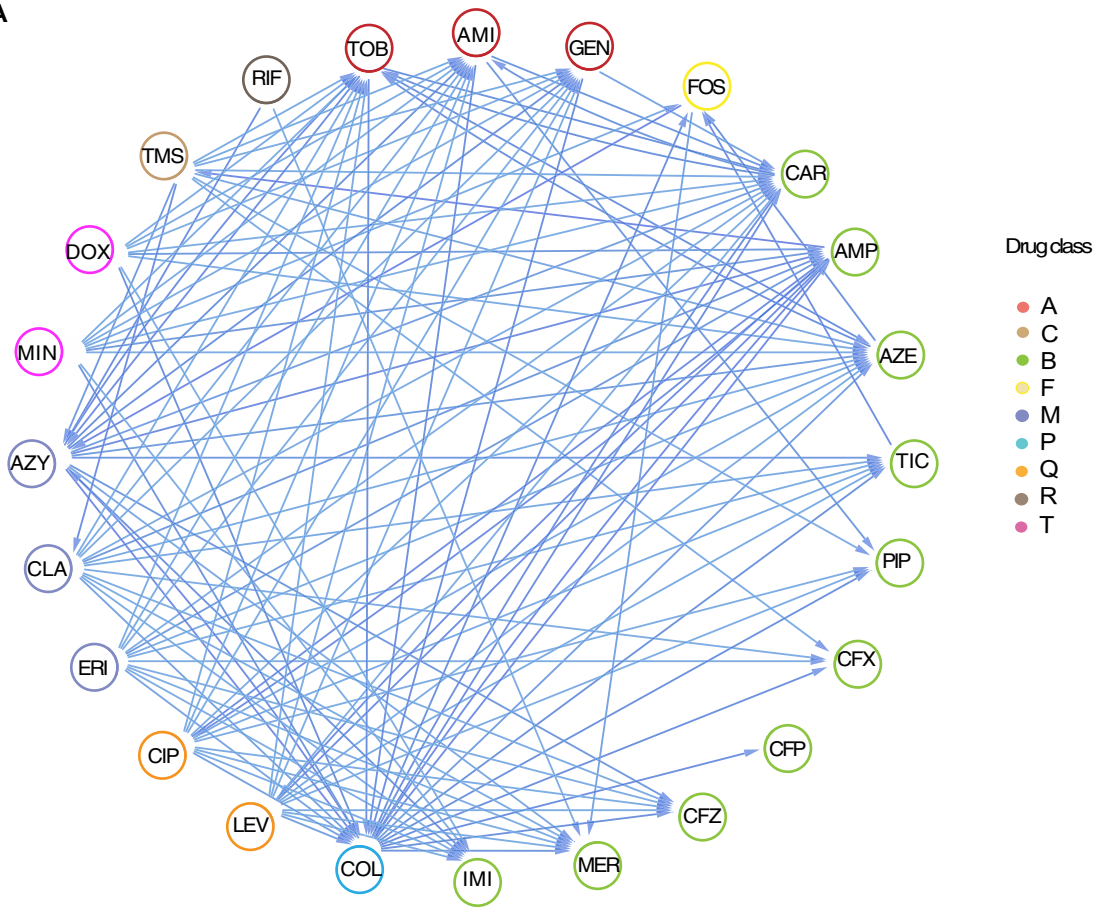 A
AMI
GEN
TOB
RIF
FOS
TMS
CAR
DOX
AMP
Drug class
MIN
AZE
A
C
B
F
M
P
Q
R
T
AZY
TIC
CLA
PIP
ERI
CFX
CIP
CFP
LEV
CFZ
COL
IMI
MER